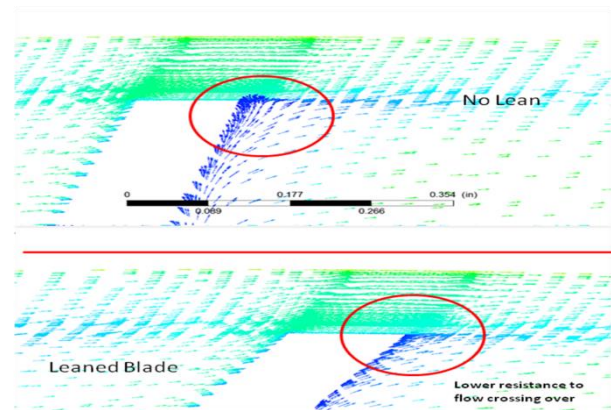 No Lean
0
0.177
0.354 (in)
0.089
0.266
Leaned Blade
Lower resistance to
flow crossing over